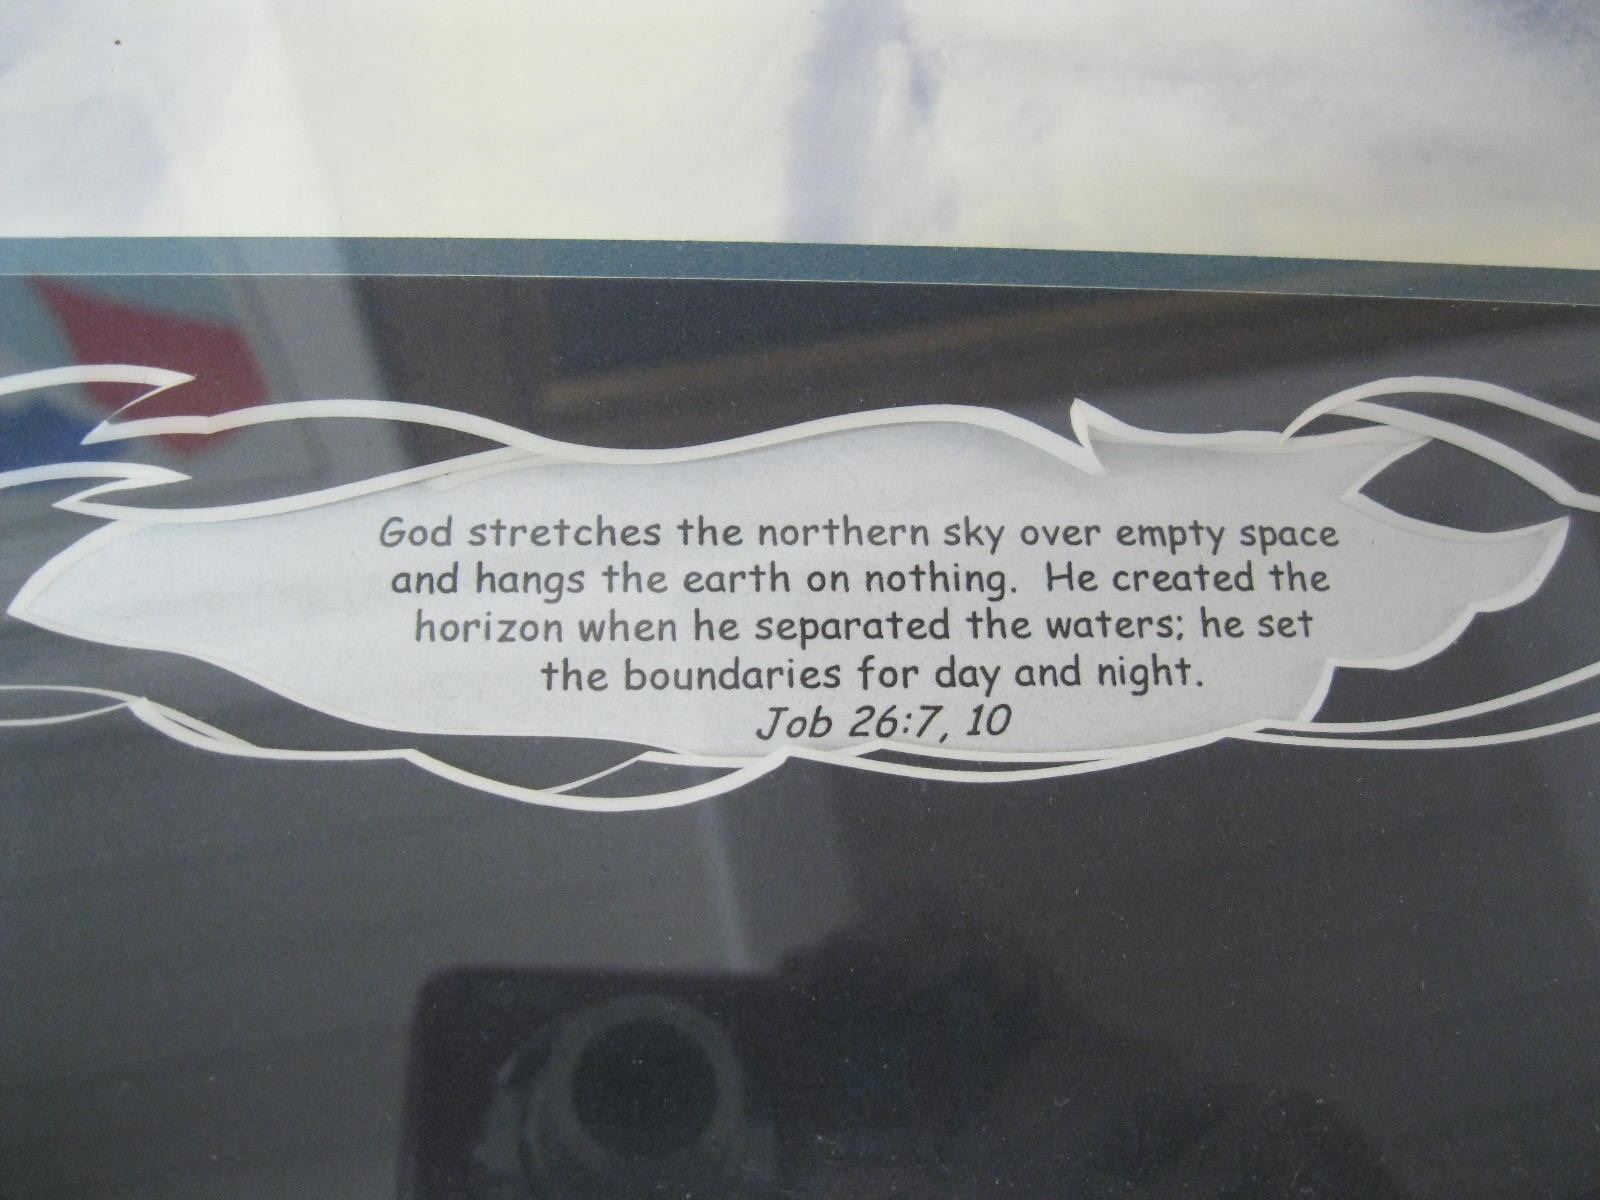 God stretches the northern sky over empty space
and hangs the earth on nothing. He created the
horizon when he separated the waters; he set
the boundaries for day and night.
Job 26:7, 10